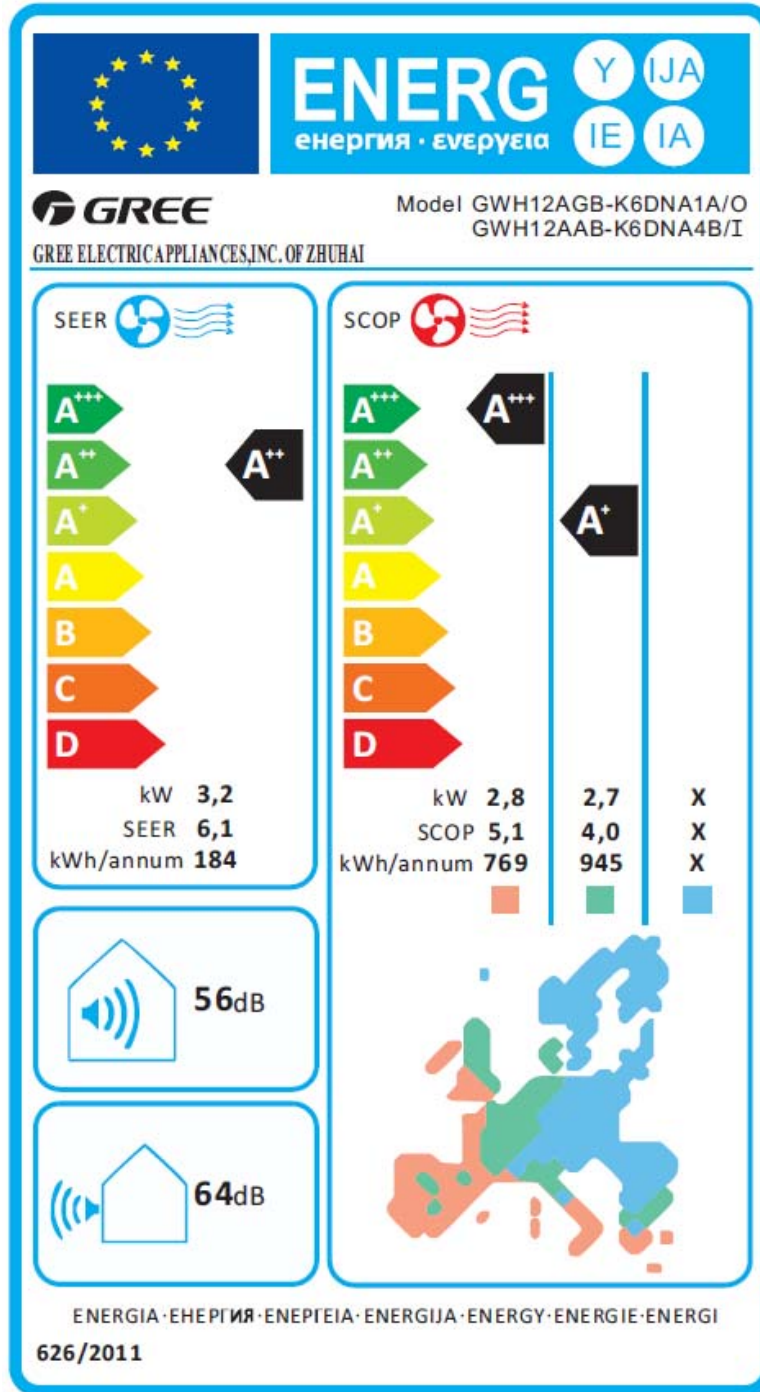 ENERG
енергия · ενεργεια
Y IJA
IE IA
GREE
GREE ELECTRIC APPLIANCES,INC. OF ZHUHAI
Model GWH12AGB-K6DNA1A/O
GWH12AAB-K6DNA4B/I
SEER
A+++
A++
A++
A+
A
B
C
D
kW 3,2
SEER 6,1
kWh/annum 184
SCOP
A+++
A+++
A++
A+
A+
A
B
C
D
kW 2,8 2,7 X
SCOP 5,1 4,0 X
kWh/annum 769 945 X
56dB
64dB
ENERGIA·ЕНЕРГИЯ·ΕΝΕΡΓΕΙΑ·ENERGIJA·ENERGY·ENERGIE·ENERGI
626/2011